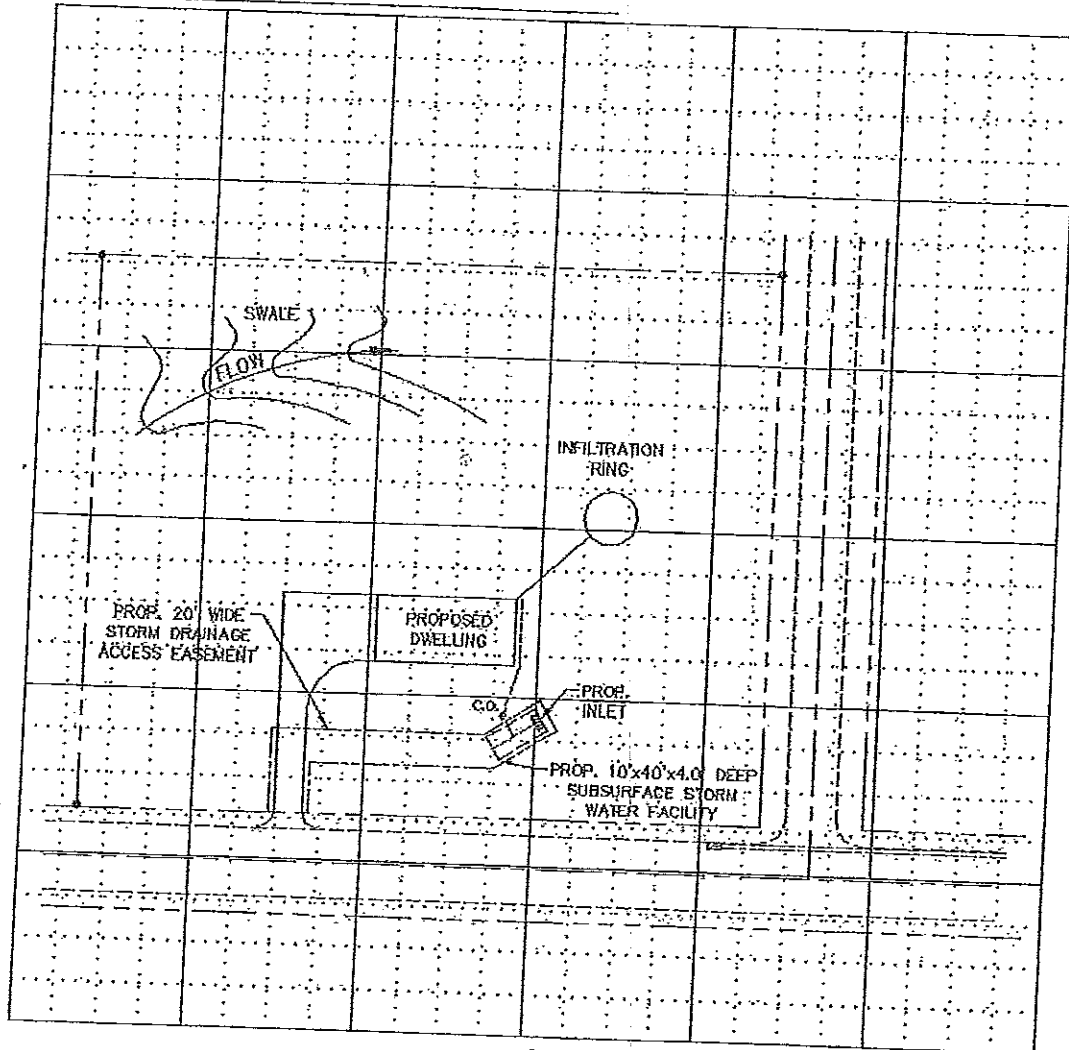 SWALE
FLOW
INFILTRATION
RING
PROP. 20' WIDE
STORM DRAINAGE
ACCESS EASEMENT
PROPOSED
DWELLING
C.O.
PROP.
INLET
PROP. 10'x40'x4.0' DEEP
SUBSURFACE STORM
WATER FACILITY